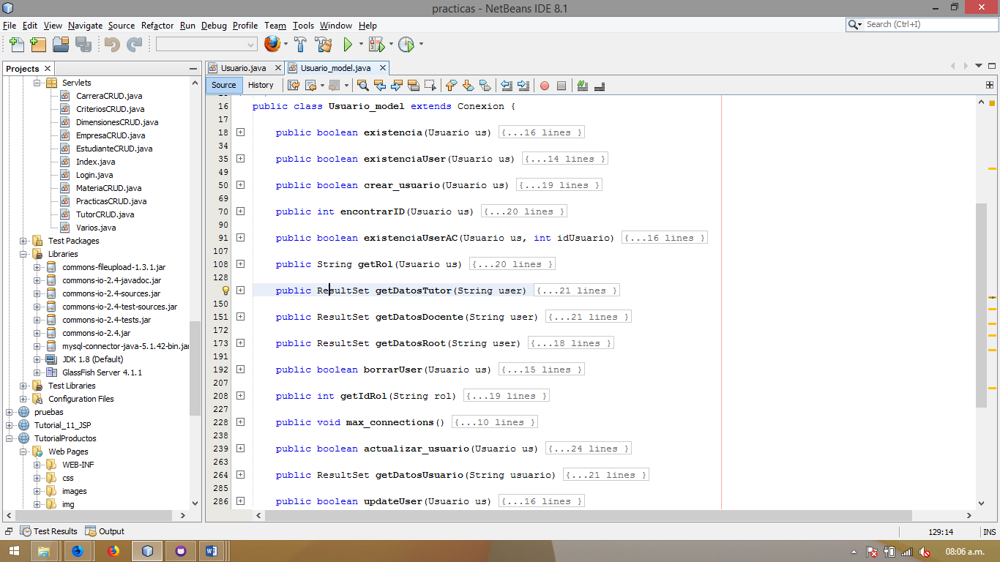 practicas - NetBeans IDE 8.1
File Edit View Navigate Source Refactor Run Debug Profile Team Tools Window Help
Search (Ctrl+I)
Projects
Servlets
CarreraCRUD.java
CriteriosCRUD.java
DimensionesCRUD.java
EmpresaCRUD.java
EstudianteCRUD.java
Index.java
Login.java
MateriaCRUD.java
PracticasCRUD.java
TutorCRUD.java
Varios.java
Test Packages
Libraries
commons-fileupload-1.3.1.jar
commons-io-2.4-javadoc.jar
commons-io-2.4-sources.jar
commons-io-2.4-test-sources.jar
commons-io-2.4-tests.jar
commons-io-2.4.jar
mysql-connector-java-5.1.42-bin.jar
JDK 1.8 (Default)
GlassFish Server 4.1.1
Test Libraries
Configuration Files
pruebas
Tutorial_11_JSP
TutorialProductos
Web Pages
WEB-INF
css
images
img
Usuario.java
Usuario_model.java
Source History
16 public class Usuario_model extends Conexion {
17
18 public boolean existencia(Usuario us) {...16 lines }
34
35 public boolean existenciaUser(Usuario us) {...14 lines }
49
50 public boolean crear_usuario(Usuario us) {...19 lines }
69
70 public int encontrarID(Usuario us) {...20 lines }
90
91 public boolean existenciaUserAC(Usuario us, int idUsuario) {...16 lines }
107
108 public String getRol(Usuario us) {...20 lines }
128
public ResultSet getDatosTutor(String user) {...21 lines }
150
151 public ResultSet getDatosDocente(String user) {...21 lines }
172
173 public ResultSet getDatosRoot(String user) {...18 lines }
191
192 public boolean borrarUser(Usuario us) {...15 lines }
207
208 public int getIdRol(String rol) {...19 lines }
227
228 public void max_connections() {...10 lines }
238
239 public boolean actualizar_usuario(Usuario us) {...24 lines }
263
264 public ResultSet getDatosUsuario(String usuario) {...21 lines }
285
286 public boolean updateUser(Usuario us) {...16 lines }
Test Results Output
129:14 INS
08:06 a.m.